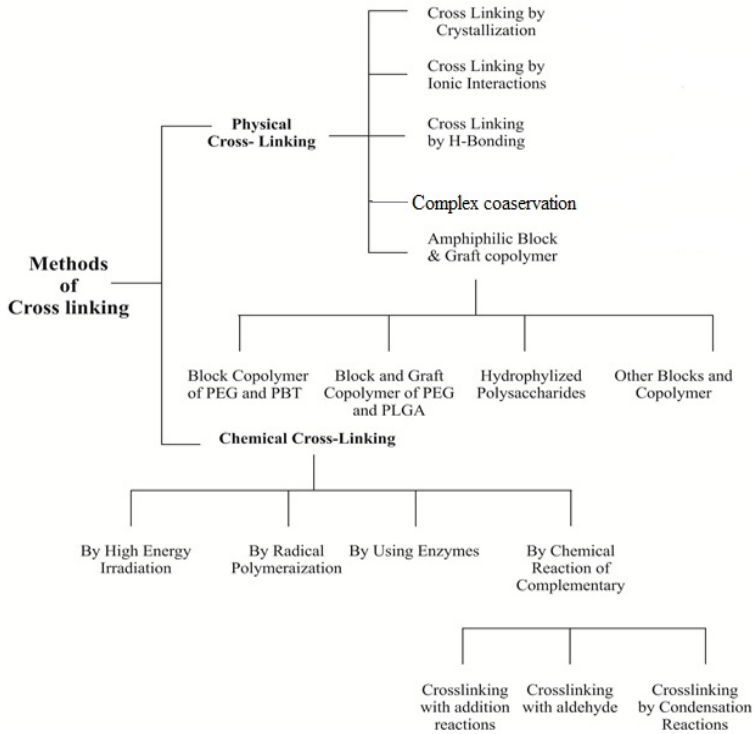 Cross Linking by
Crystallization
Cross Linking by
Ionic Interactions
Physical
Cross- Linking
Cross Linking
by H-Bonding
Complex coaservation
Amphiphilic Block
& Graft copolymer
Methods
of
Cross linking
Block Copolymer
of PEG and PBT
Block and Graft
Copolymer of PEG
and PLGA
Hydrophylized
Polysaccharides
Other Blocks and
Copolymer
Chemical Cross-Linking
By High Energy
Irradiation
By Radical
Polymeraization
By Using Enzymes
By Chemical
Reaction of
Complementary
Crosslinking
with addition
reactions
Crosslinking
with aldehyde
Crosslinking
by Condensation
Reactions